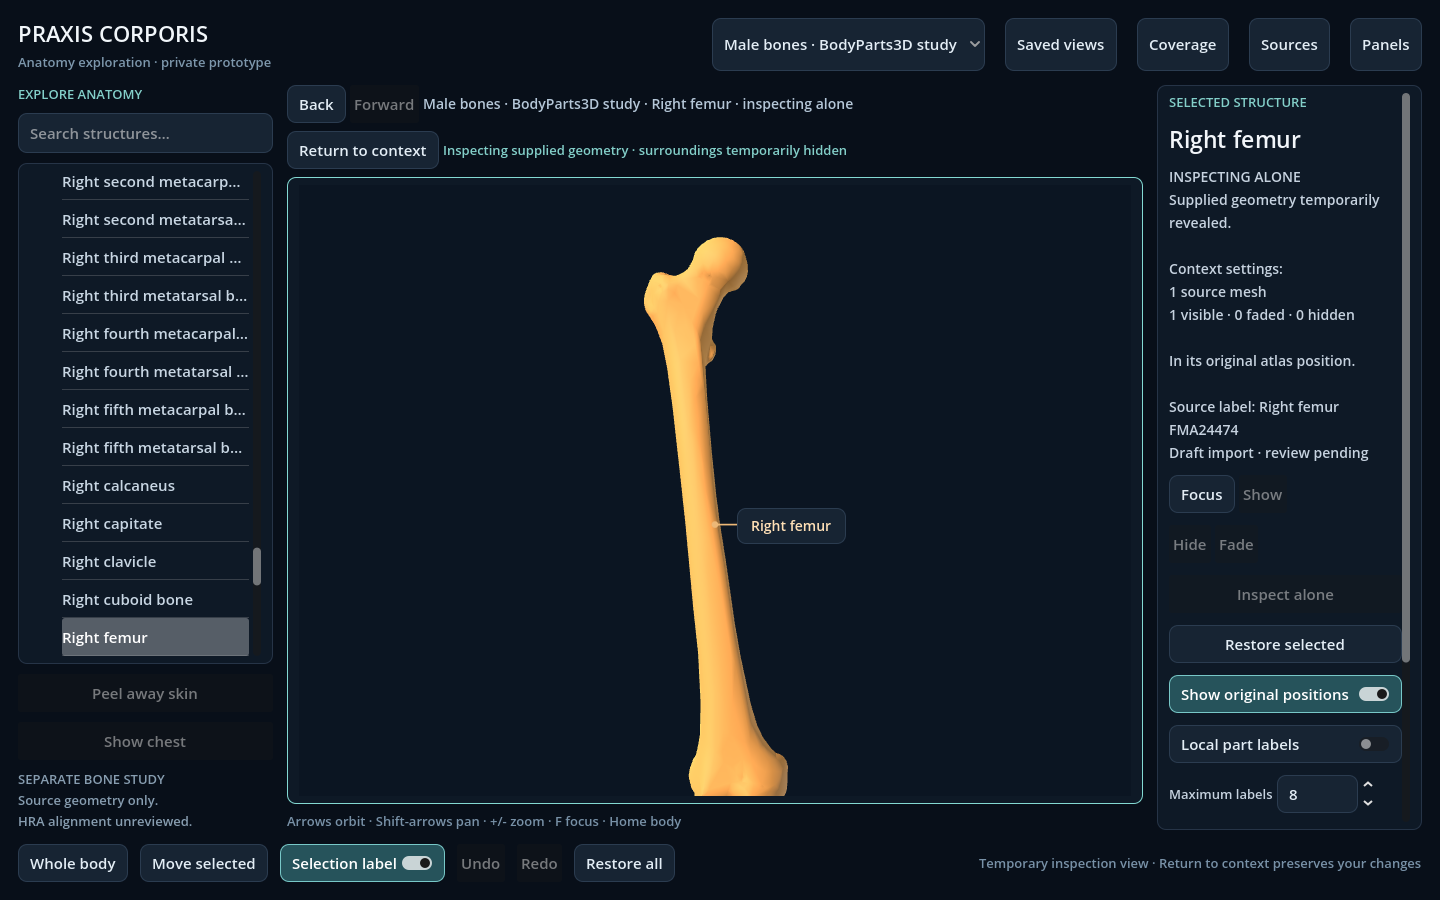 PRAXIS CORPORIS
Anatomy exploration · private prototype
Male bones · BodyParts3D study
Saved views
Coverage
Sources
Panels
EXPLORE ANATOMY
Search structures...
Right second metacarp...
Right second metatarsa...
Right third metacarpal ...
Right third metatarsal b...
Right fourth metacarpal...
Right fourth metatarsal ...
Right fifth metacarpal b...
Right fifth metatarsal b...
Right calcaneus
Right capitate
Right clavicle
Right cuboid bone
Right femur
Peel away skin
Show chest
SEPARATE BONE STUDY
Source geometry only.
HRA alignment unreviewed.
Back
Forward
Male bones · BodyParts3D study · Right femur · inspecting alone
Return to context
Inspecting supplied geometry · surroundings temporarily hidden
Right femur
Arrows orbit · Shift-arrows pan · +/- zoom · F focus · Home body
SELECTED STRUCTURE
Right femur
INSPECTING ALONE
Supplied geometry temporarily
revealed.
Context settings:
1 source mesh
1 visible · 0 faded · 0 hidden
In its original atlas position.
Source label: Right femur
FMA24474
Draft import · review pending
Focus
Show
Hide
Fade
Inspect alone
Restore selected
Show original positions
Local part labels
Maximum labels
8
Whole body
Move selected
Selection label
Undo
Redo
Restore all
Temporary inspection view · Return to context preserves your changes